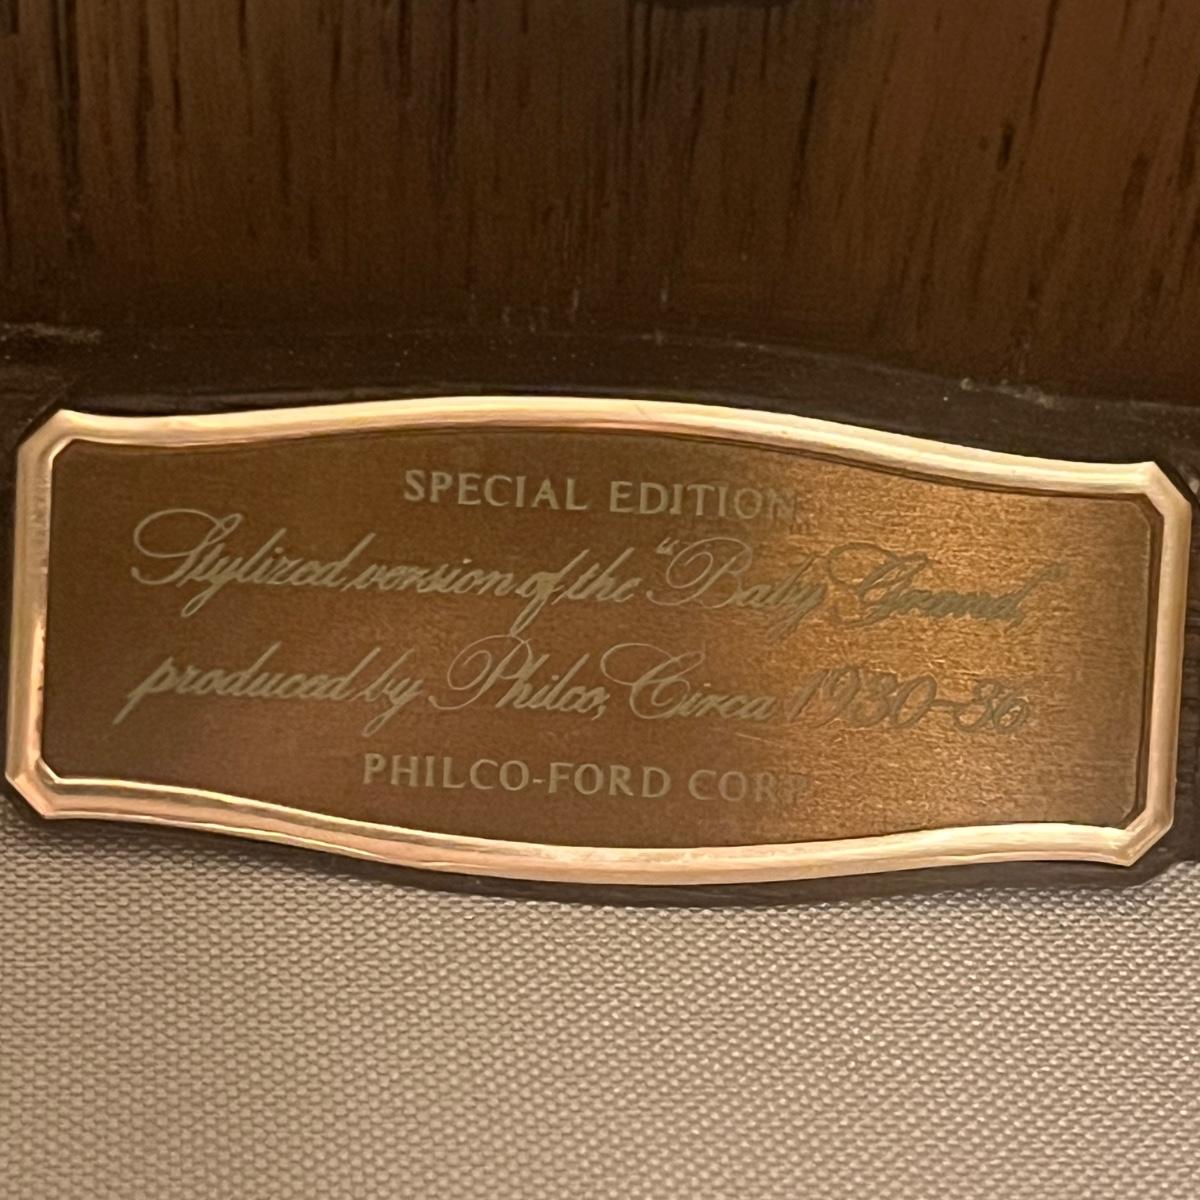 SPECIAL EDITION
Stylized version of the "Baby Grand,"
produced by Philco, Circa 1930-36
PHILCO-FORD CORP.